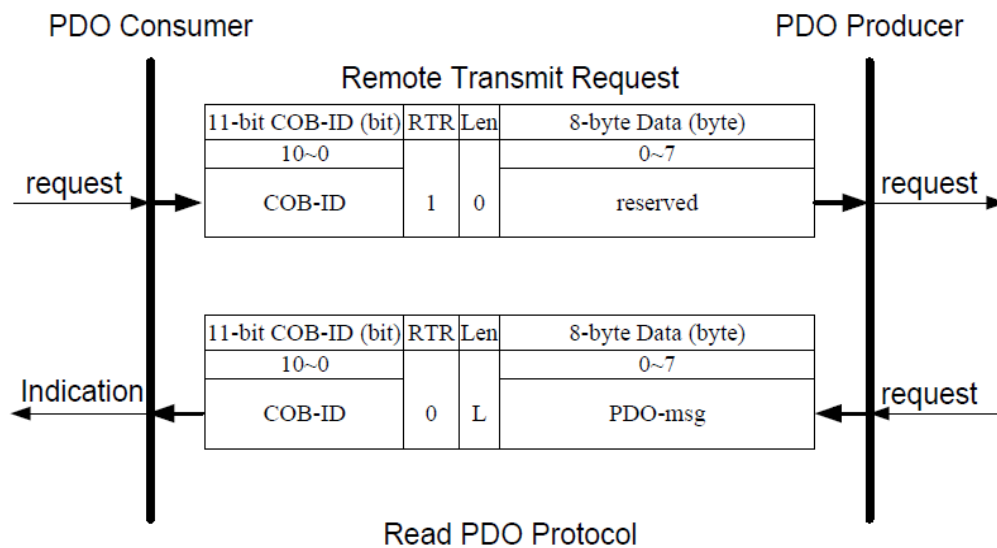 PDO Consumer
PDO Producer
Remote Transmit Request
11-bit COB-ID (bit) RTR Len 8-byte Data (byte)
10~0 0~7
request COB-ID 1 0 reserved request
11-bit COB-ID (bit) RTR Len 8-byte Data (byte)
10~0 0~7
Indication COB-ID 0 L PDO-msg request
Read PDO Protocol